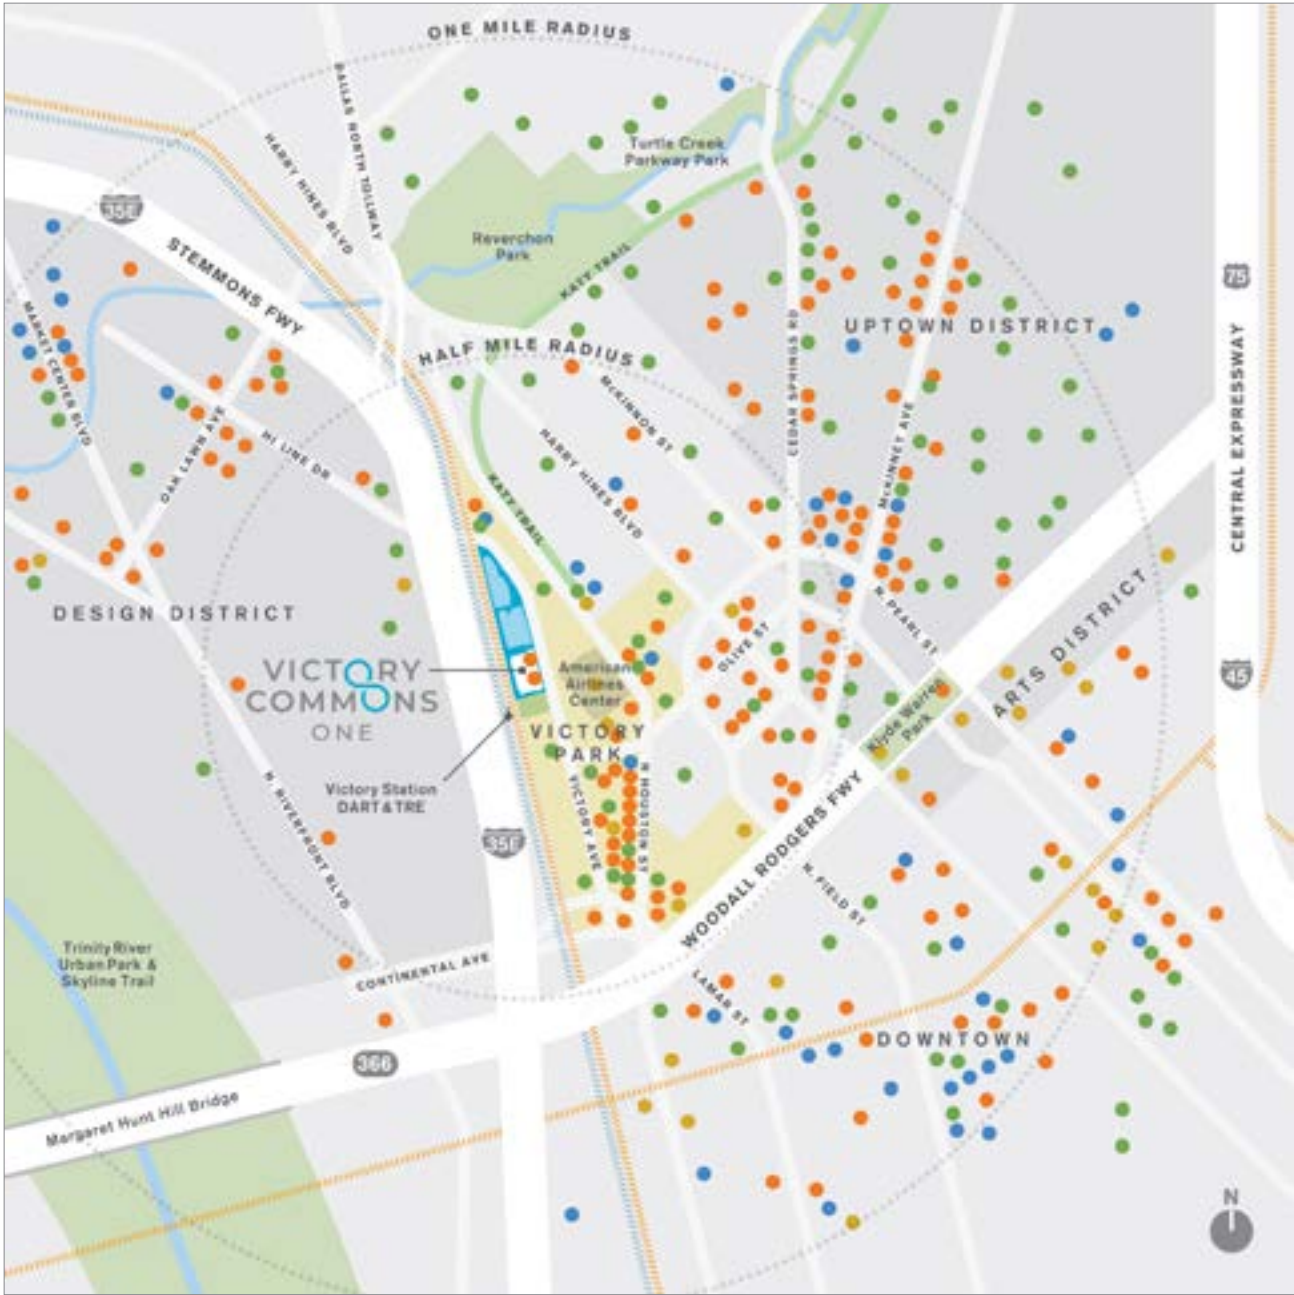 ONE MILE RADIUS
DALLAS NORTH TOLLWAY
HARRY HINES BLVD
Turtle Creek
Parkway Park
35E
STEMMONS FWY
Reverchon
Park
KATY TRAIL
75
MARKET CENTER BLVD
HALF MILE RADIUS
UPTOWN DISTRICT
CEDAR SPRINGS RD
McKINNON ST
CENTRAL EXPRESSWAY
OAK LAWN AVE
HI LINE DR
HARRY HINES BLVD
McKINNEY AVE
KATY TRAIL
DESIGN DISTRICT
N. PEARL ST
ARTS DISTRICT
OLIVE ST
VICTORY
COMMONS
ONE
American
Airlines
Center
45
Klyde Warren
Park
VICTORY
PARK
Victory Station
DART & TRE
N RIVERFRONT BLVD
VICTORY AVE
N HOUSTON ST
35E
WOODALL RODGERS FWY
N. FIELD ST
Trinity River
Urban Park &
Skyline Trail
CONTINENTAL AVE
LAMAR ST
DOWNTOWN
366
Margaret Hunt Hill Bridge
N